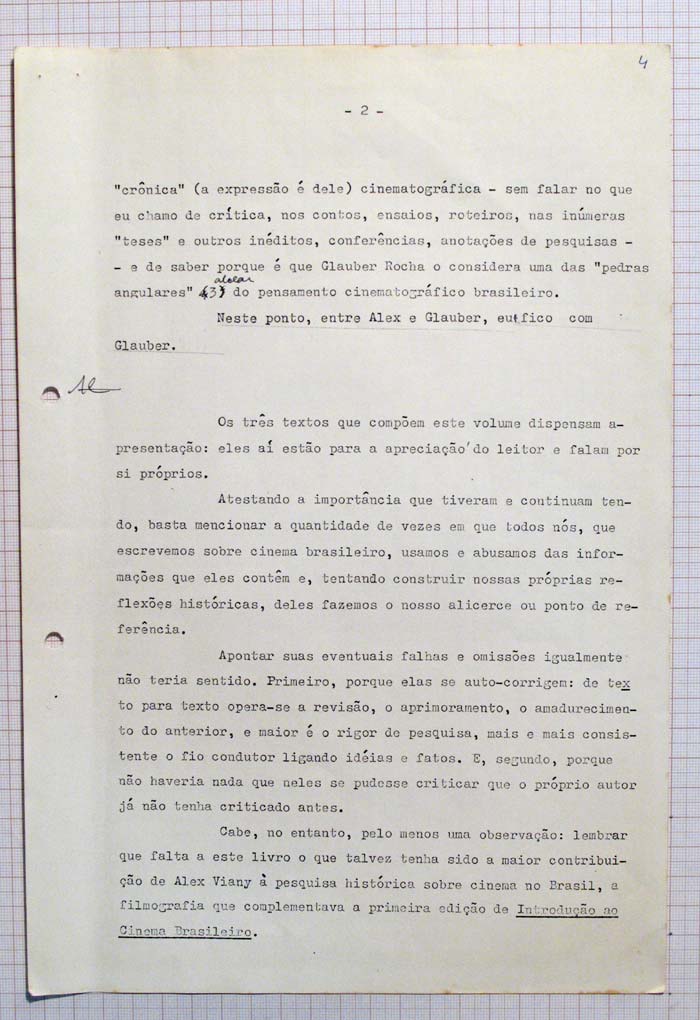 4
- 2 -
"crônica" (a expressão é dele) cinematográfica - sem falar no que
eu chamo de crítica, nos contos, ensaios, roteiros, nas inúmeras
"teses" e outros inéditos, conferências, anotações de pesquisas -
- e de saber porque é que Glauber Rocha o considera uma das "pedras
angulares" (3) do pensamento cinematográfico brasileiro.
Neste ponto, entre Alex e Glauber, eu fico com
Glauber.
Os três textos que compõem este volume dispensam a-
presentação: eles aí estão para a apreciação do leitor e falam por
si próprios.
Atestando a importância que tiveram e continuam ten-
do, basta mencionar a quantidade de vezes em que todos nós, que
escrevemos sobre cinema brasileiro, usamos e abusamos das infor-
mações que eles contêm e, tentando construir nossas próprias re-
flexões históricas, deles fazemos o nosso alicerce ou ponto de re-
ferência.
Apontar suas eventuais falhas e omissões igualmente
não teria sentido. Primeiro, porque elas se auto-corrigem: de tex
to para texto opera-se a revisão, o aprimoramento, o amadurecimen-
to do anterior, e maior é o rigor de pesquisa, mais e mais consis-
tente o fio condutor ligando idéias e fatos. E, segundo, porque
não haveria nada que neles se pudesse criticar que o próprio autor
já não tenha criticado antes.
Cabe, no entanto, pelo menos uma observação: lembrar
que falta a este livro o que talvez tenha sido a maior contribui-
ção de Alex Viany à pesquisa histórica sobre cinema no Brasil, a
filmografia que complementava a primeira edição de Introdução ao
Cinema Brasileiro.